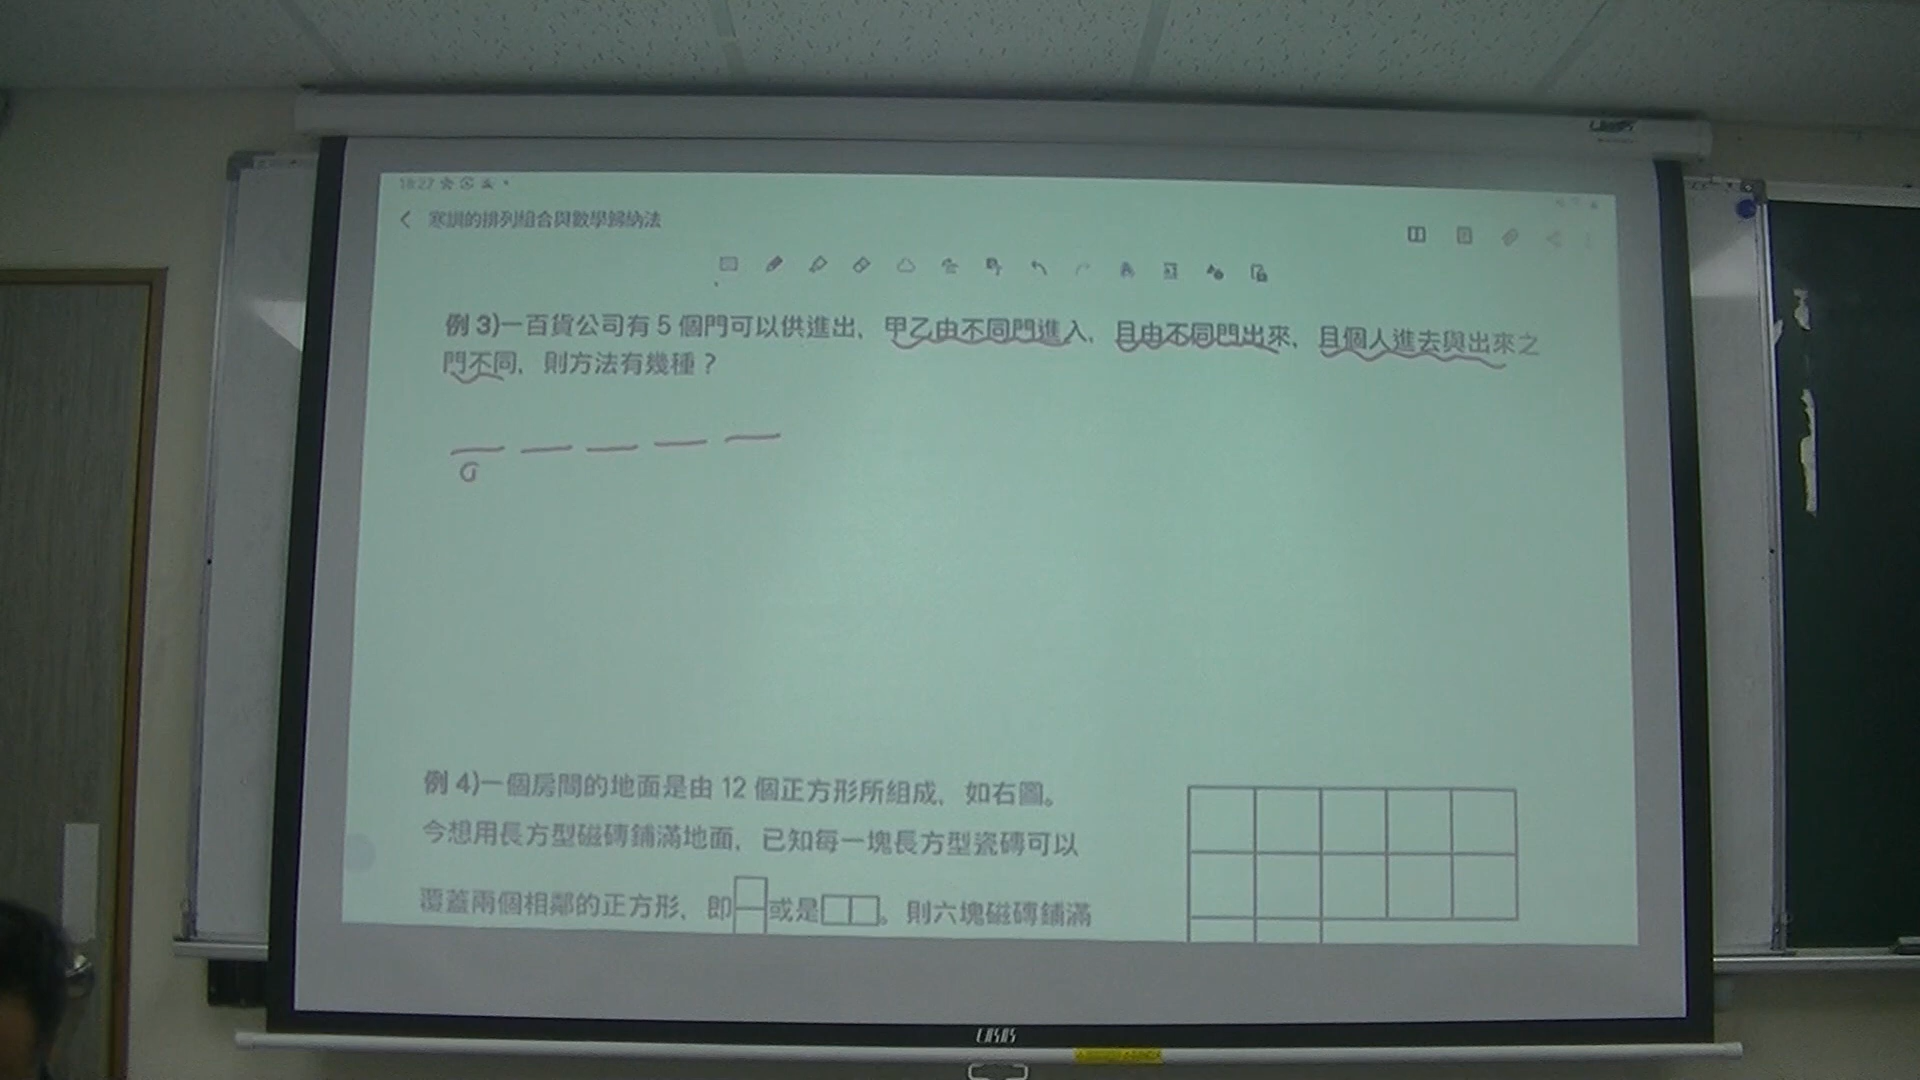 18:27
寒訓的排列組合與數學歸納法
例 3)一百貨公司有 5 個門可以供進出，甲乙由不同門進入，且由不同門出來，且個人進去與出來之
門不同，則方法有幾種？
a
例 4)一個房間的地面是由 12 個正方形所組成，如右圖。
今想用長方型磁磚鋪滿地面，已知每一塊長方型瓷磚可以
覆蓋兩個相鄰的正方形，即 或是 。則六塊磁磚鋪滿